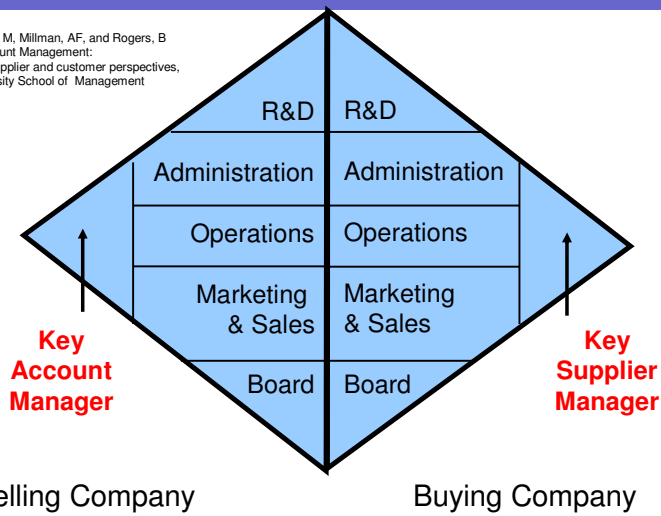 M, Millman, AF, and Rogers, B
ount Management:
pplier and customer perspectives,
sity School of Management
R&D R&D
Administration Administration
Operations Operations
Marketing Marketing
& Sales & Sales
Board Board
Key
Account
Manager
Key
Supplier
Manager
elling Company Buying Company